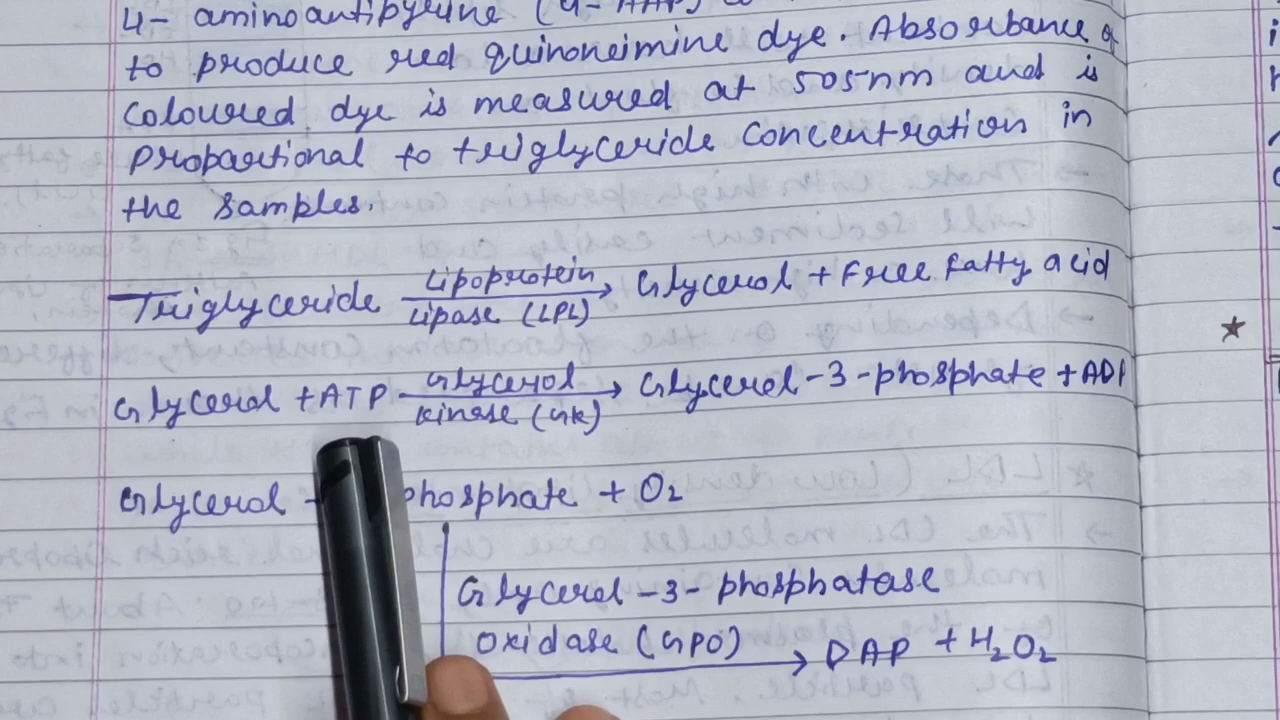 4- aminoantipyrine (4- AAP)
to produce red quinoneimine dye. Absorbance of
coloured dye is measured at 505nm and is
proportional to triglyceride concentration in
the samples.
Triglyceride Lipoprotein Lipase (LPL) → Glycerol + Free fatty acid
Glycerol + ATP Glycerol kinase (GK) → Glycerol-3-phosphate + ADP
Glycerol - phosphate + O₂
Glycerol-3-phosphatase
oxidase (GPO) → DAP + H₂O₂